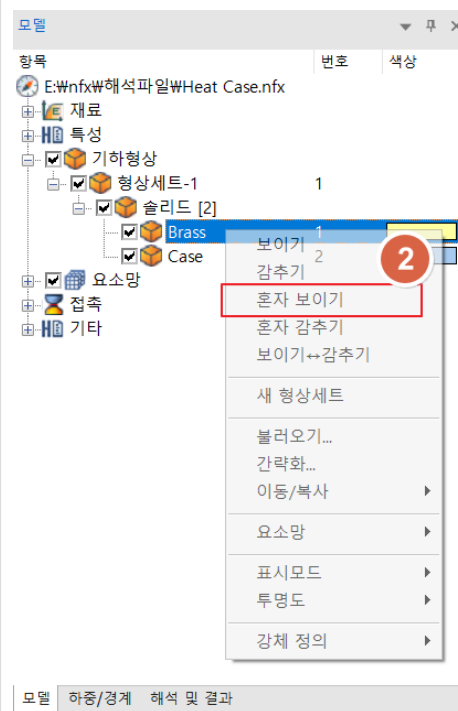 모델
항목 번호 색상
E:₩nfx₩해석파일₩Heat Case.nfx
재료
특성
기하형상
형상세트-1 1
솔리드 [2]
Brass 1
Case 2
요소망
접촉
기타
보이기
감추기
2
혼자 보이기
혼자 감추기
보이기↔감추기
새 형상세트
불러오기...
간략화...
이동/복사
요소망
표시모드
투명도
강체 정의
모델 하중/경계 해석 및 결과